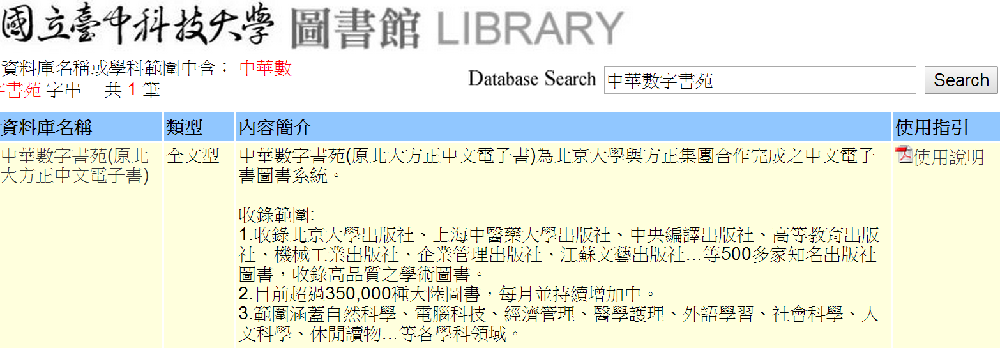 國立臺中科技大學 圖書館 LIBRARY
資料庫名稱或學科範圍中含： 中華數
字書苑 字串 共 1 筆
Database Search 中華數字書苑 Search
資料庫名稱 類型 內容簡介 使用指引
中華數字書苑(原北
大方正中文電子書)
全文型
中華數字書苑(原北大方正中文電子書)為北京大學與方正集團合作完成之中文電子
書圖書系統。
收錄範圍:
1.收錄北京大學出版社、上海中醫藥大學出版社、中央編譯出版社、高等教育出版
社、機械工業出版社、企業管理出版社、江蘇文藝出版社...等500多家知名出版社
圖書，收錄高品質之學術圖書。
2.目前超過350,000種大陸圖書，每月並持續增加中。
3.範圍涵蓋自然科學、電腦科技、經濟管理、醫學護理、外語學習、社會科學、人
文科學、休閒讀物...等各學科領域。
使用說明